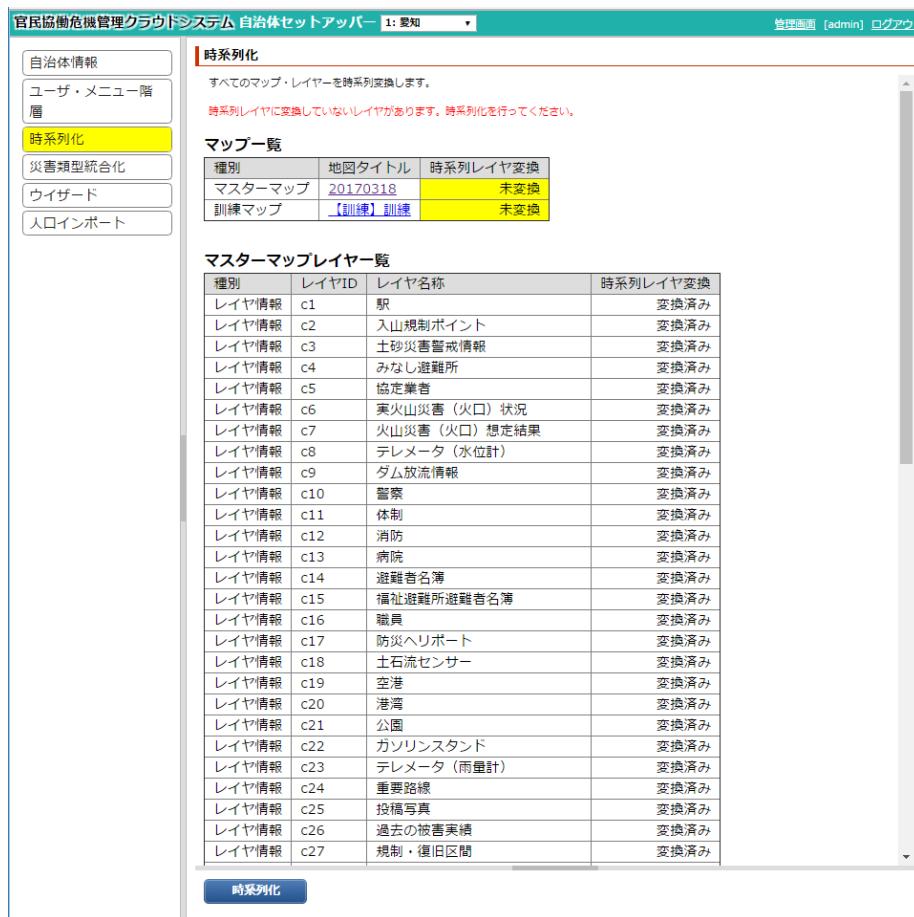 官民協働危機管理クラウドシステム 自治体セットアッパー 1: 愛知 管理画面 [admin] ログアウ
自治体情報
ユーザ・メニュー階
層
時系列化
災害類型統合化
ウイザード
人口インポート
時系列化
すべてのマップ・レイヤーを時系列変換します。
時系列レイヤに変換していないレイヤがあります。時系列化を行ってください。
マップ一覧
種別 地図タイトル 時系列レイヤ変換
マスターマップ 20170318 未変換
訓練マップ 【訓練】訓練 未変換
マスターマップレイヤ一覧
種別 レイヤID レイヤ名称 時系列レイヤ変換
レイヤ情報 c1 駅 変換済み
レイヤ情報 c2 入山規制ポイント 変換済み
レイヤ情報 c3 土砂災害警戒情報 変換済み
レイヤ情報 c4 みなし避難所 変換済み
レイヤ情報 c5 協定業者 変換済み
レイヤ情報 c6 実火山災害（火口）状況 変換済み
レイヤ情報 c7 火山災害（火口）想定結果 変換済み
レイヤ情報 c8 テレメータ（水位計） 変換済み
レイヤ情報 c9 ダム放流情報 変換済み
レイヤ情報 c10 警察 変換済み
レイヤ情報 c11 体制 変換済み
レイヤ情報 c12 消防 変換済み
レイヤ情報 c13 病院 変換済み
レイヤ情報 c14 避難者名簿 変換済み
レイヤ情報 c15 福祉避難所避難者名簿 変換済み
レイヤ情報 c16 職員 変換済み
レイヤ情報 c17 防災ヘリポート 変換済み
レイヤ情報 c18 土石流センサー 変換済み
レイヤ情報 c19 空港 変換済み
レイヤ情報 c20 港湾 変換済み
レイヤ情報 c21 公園 変換済み
レイヤ情報 c22 ガソリンスタンド 変換済み
レイヤ情報 c23 テレメータ（雨量計） 変換済み
レイヤ情報 c24 重要路線 変換済み
レイヤ情報 c25 投稿写真 変換済み
レイヤ情報 c26 過去の被害実績 変換済み
レイヤ情報 c27 規制・復旧区間 変換済み
時系列化